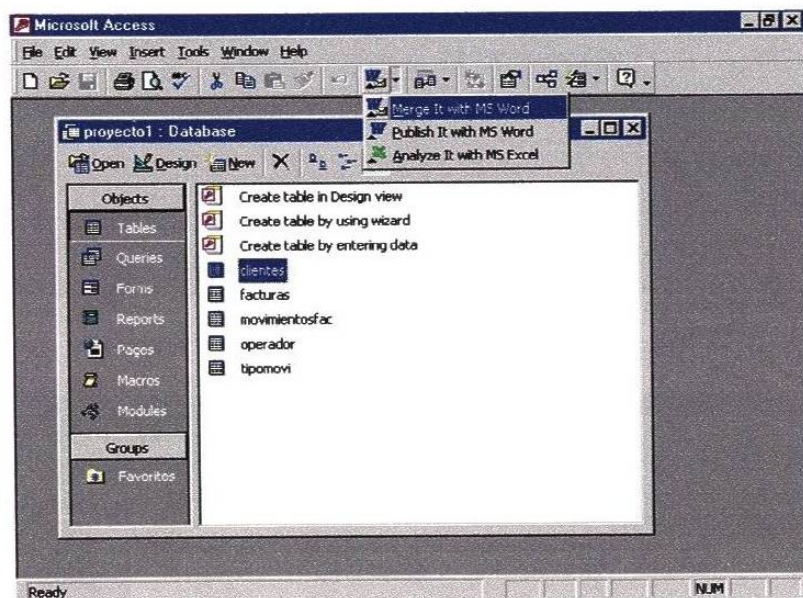 Microsoft Access
File Edit View Insert Tools Window Help
Merge It with MS Word
Publish It with MS Word
Analyze It with MS Excel
proyecto1 : Database
Open Design New
Objects
Tables
Queries
Forms
Reports
Pages
Macros
Modules
Groups
Favorites
Create table in Design view
Create table by using wizard
Create table by entering data
clientes
facturas
movimientosfac
operador
tipomovi
Ready
NUM